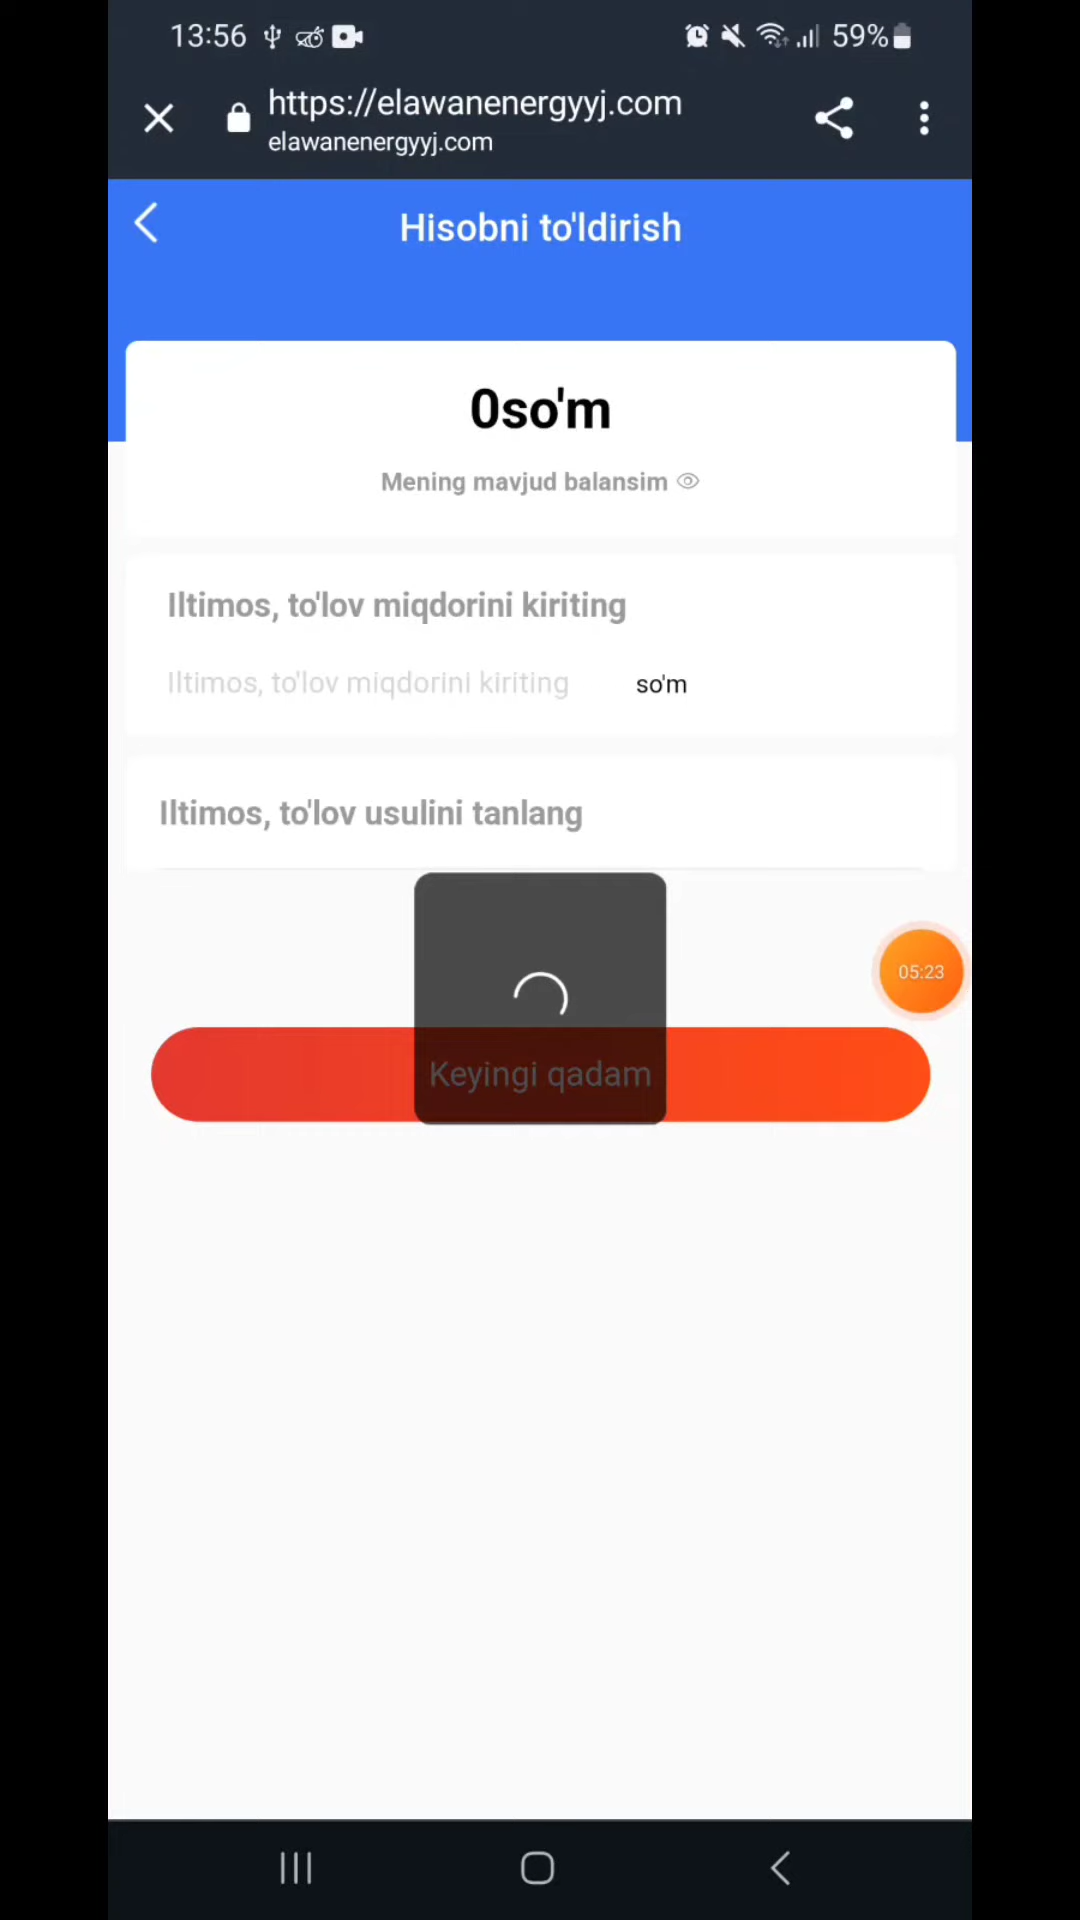 13:56
59%
https://elawanenergyyj.com
elawanenergyyj.com
Hisobni to'ldirish
0so'm
Mening mavjud balansim
Iltimos, to'lov miqdorini kiriting
Iltimos, to'lov miqdorini kiriting so'm
Iltimos, to'lov usulini tanlang
05:23
Keyingi qadam